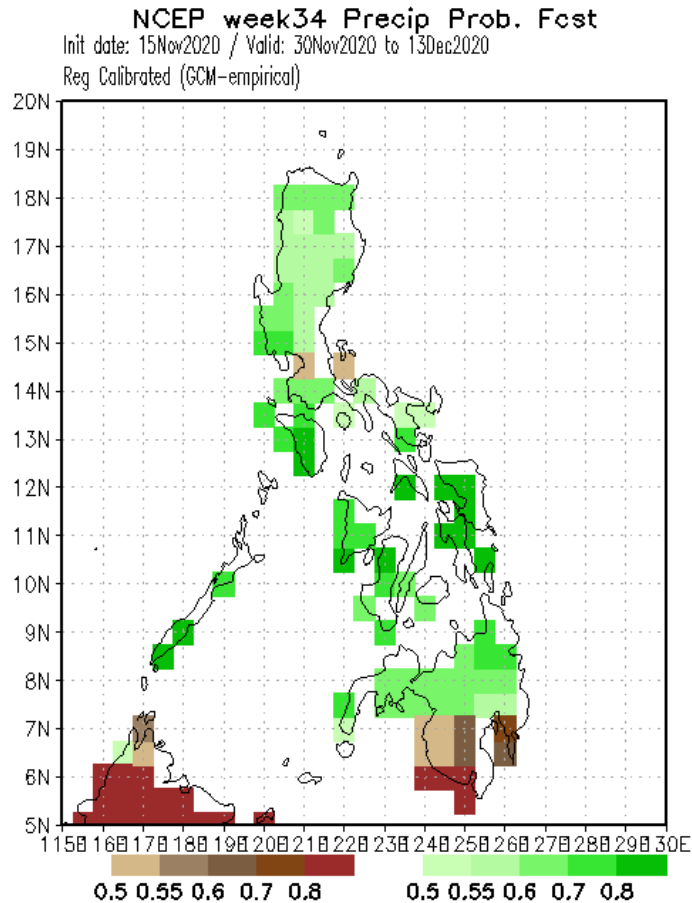 NCEP week34 Precip Prob. Fcst
Init date: 15Nov2020 / Valid: 30Nov2020 to 13Dec2020
Reg Calibrated (GCM-empirical)
20N
19N
18N
17N
16N
15N
14N
13N
12N
11N
10N
9N
8N
7N
6N
5N
115E 116E 117E 118E 119E 120E 121E 122E 123E 124E 125E 126E 127E 128E 129E 130E
0.5 0.55 0.6 0.7 0.8 0.5 0.55 0.6 0.7 0.8